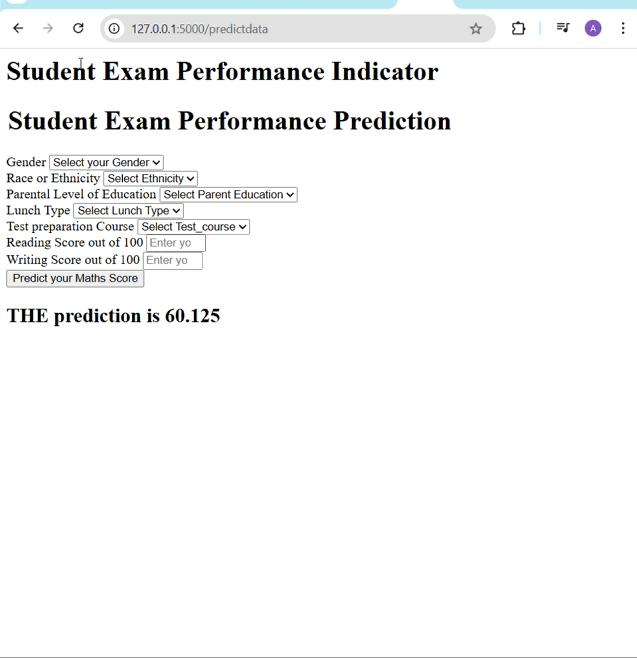 127.0.0.1:5000/predictdata
A
Student Exam Performance Indicator
Student Exam Performance Prediction
Gender Select your Gender
Race or Ethnicity Select Ethnicity
Parental Level of Education Select Parent Education
Lunch Type Select Lunch Type
Test preparation Course Select Test_course
Reading Score out of 100 Enter yo
Writing Score out of 100 Enter yo
Predict your Maths Score
THE prediction is 60.125